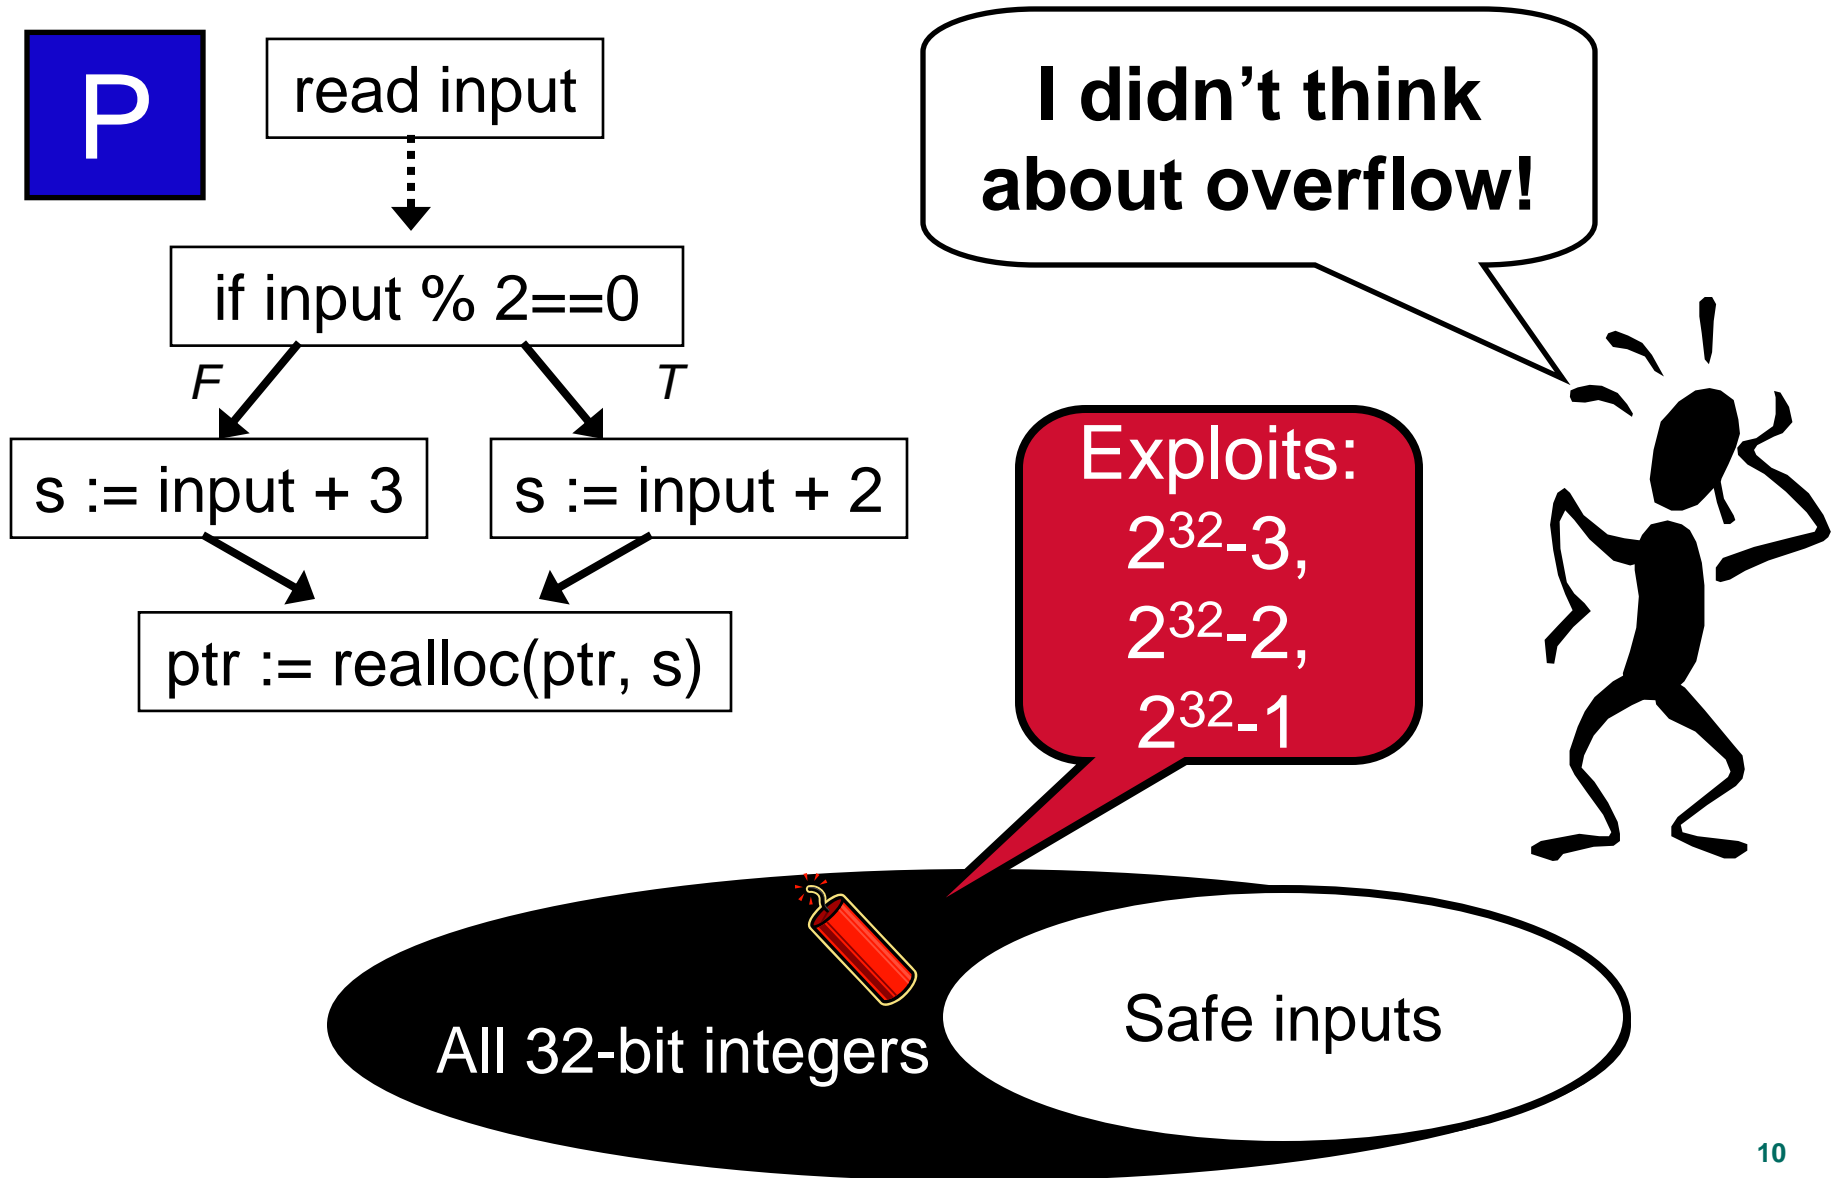 P
read input
I didn’t think
about overflow!
if input % 2==0
F
T
s := input + 3
s := input + 2
ptr := realloc(ptr, s)
Exploits:
2³²-3,
2³²-2,
2³²-1
All 32-bit integers
Safe inputs
10